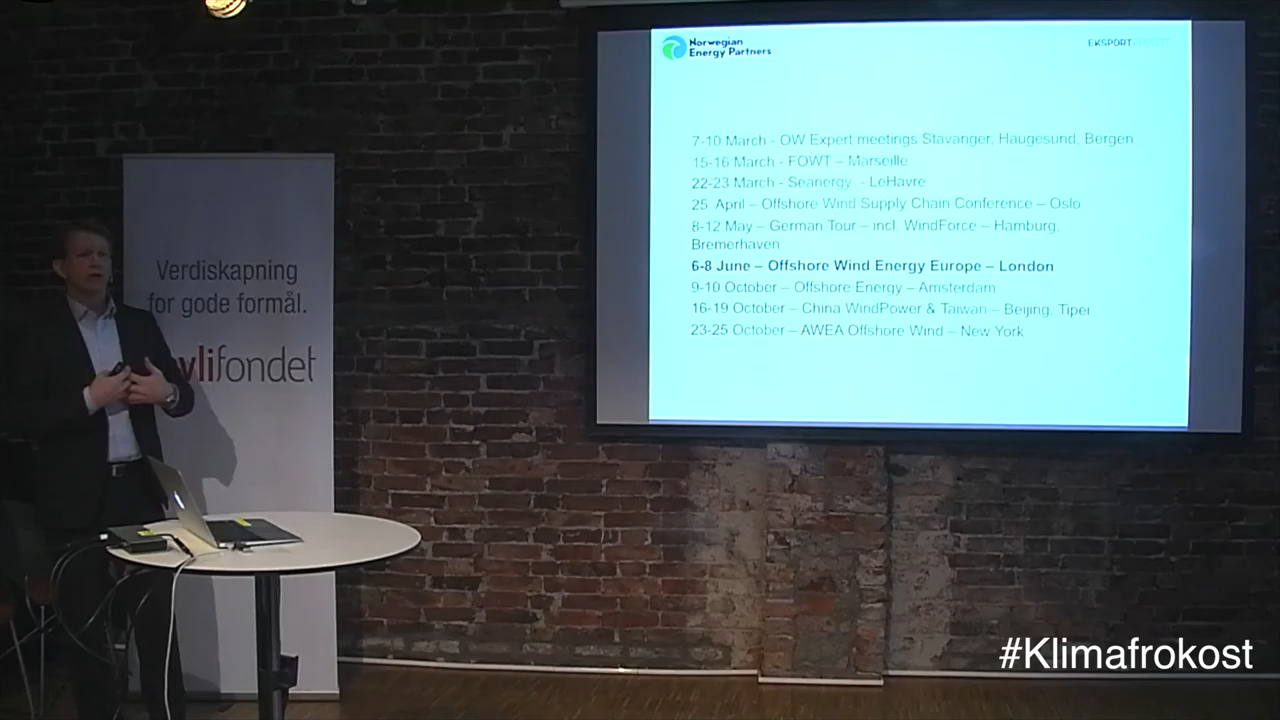 Norwegian
Energy Partners
EKSPORT
7-10 March - OW Expert meetings Stavanger, Haugesund, Bergen
15-16 March - FOWT – Marseille
22-23 March - Seanergy - LeHavre
25 April – Offshore Wind Supply Chain Conference – Oslo
8-12 May – German Tour – incl. WindForce – Hamburg,
Bremerhaven
6-8 June – Offshore Wind Energy Europe – London
9-10 October – Offshore Energy – Amsterdam
16-19 October – China WindPower & Taiwan – Beijing, Tipei
23-25 October – AWEA Offshore Wind – New York
Verdiskapning
for gode formål.
vlifondet
#Klimafrokost